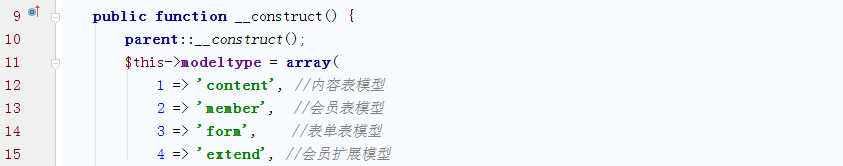 9 public function __construct() {
10 parent::__construct();
11 $this->modeltype = array(
12 1 => 'content', //内容表模型
13 2 => 'member', //会员表模型
14 3 => 'form', //表单表模型
15 4 => 'extend', //会员扩展模型